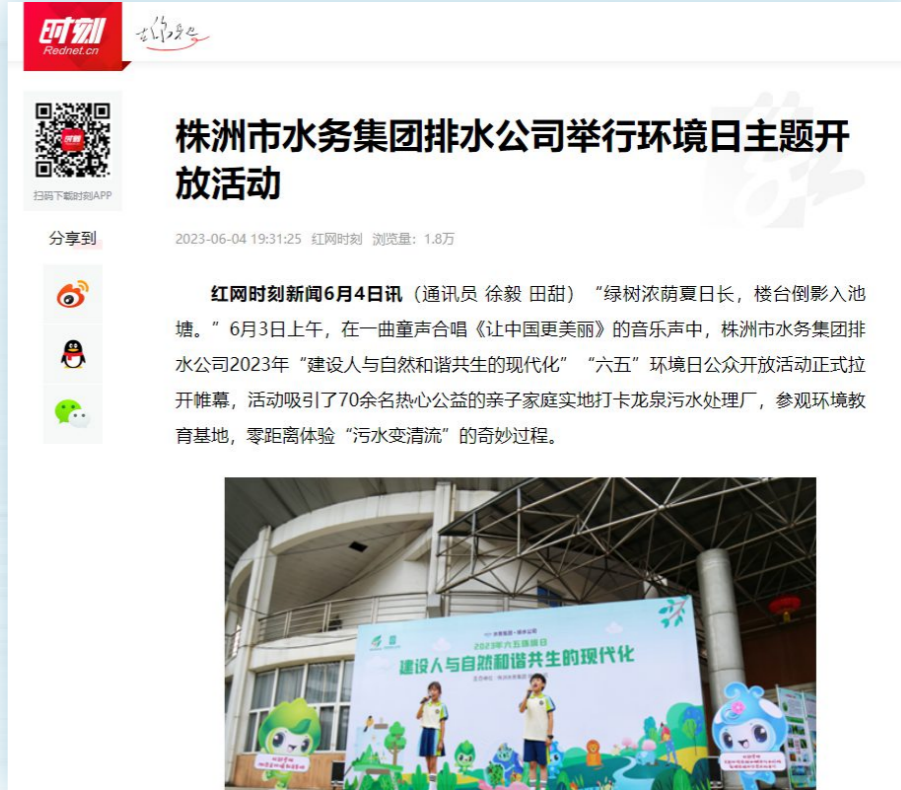 时刻
Rednet.cn
株洲市水务集团排水公司举行环境日主题开
放活动
扫码下载时刻APP
分享到
2023-06-04 19:31:25 红网时刻 浏览量：1.8万
红网时刻新闻6月4日讯（通讯员 徐毅 田甜）“绿树浓荫夏日长，楼台倒影入池
塘。”6月3日上午，在一曲童声合唱《让中国更美丽》的音乐声中，株洲市水务集团排
水公司2023年“建设人与自然和谐共生的现代化”“六五”环境日公众开放活动正式拉
开帷幕，活动吸引了70余名热心公益的亲子家庭实地打卡龙泉污水处理厂，参观环境教
育基地，零距离体验“污水变清流”的奇妙过程。
2023年六五环境日
建设人与自然和谐共生的现代化